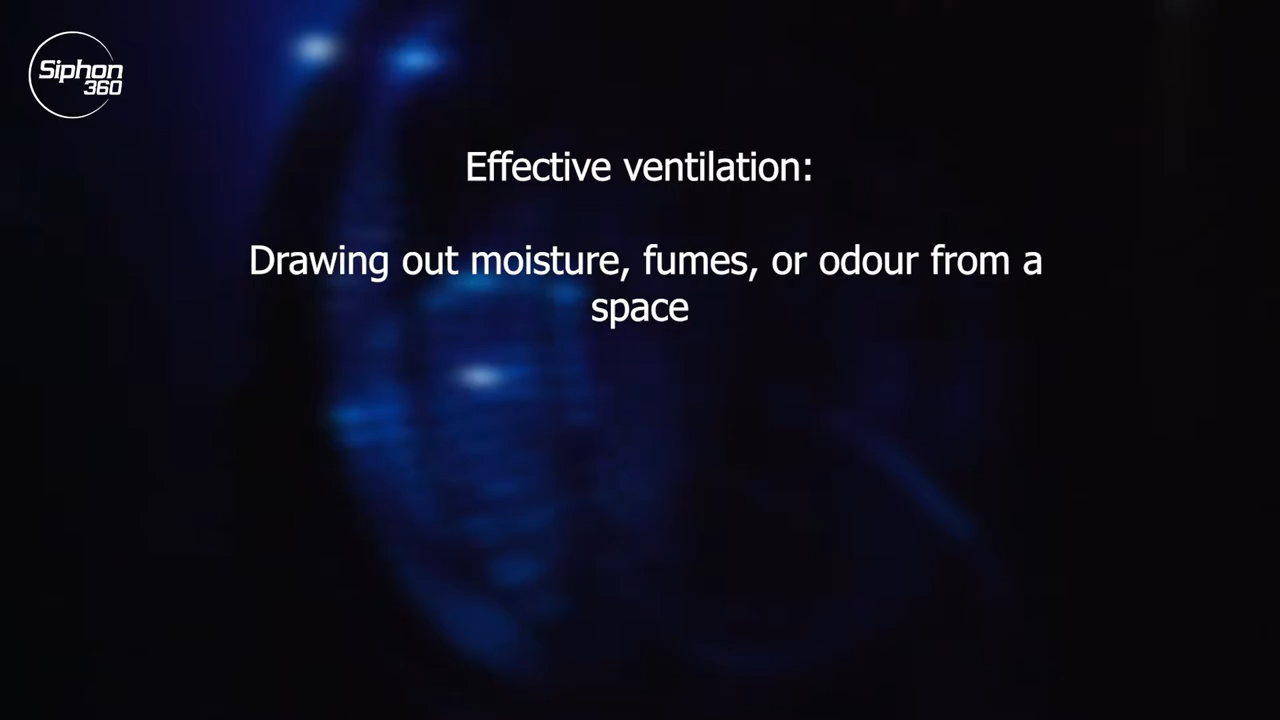 Siphon
360
Effective ventilation:
Drawing out moisture, fumes, or odour from a
space